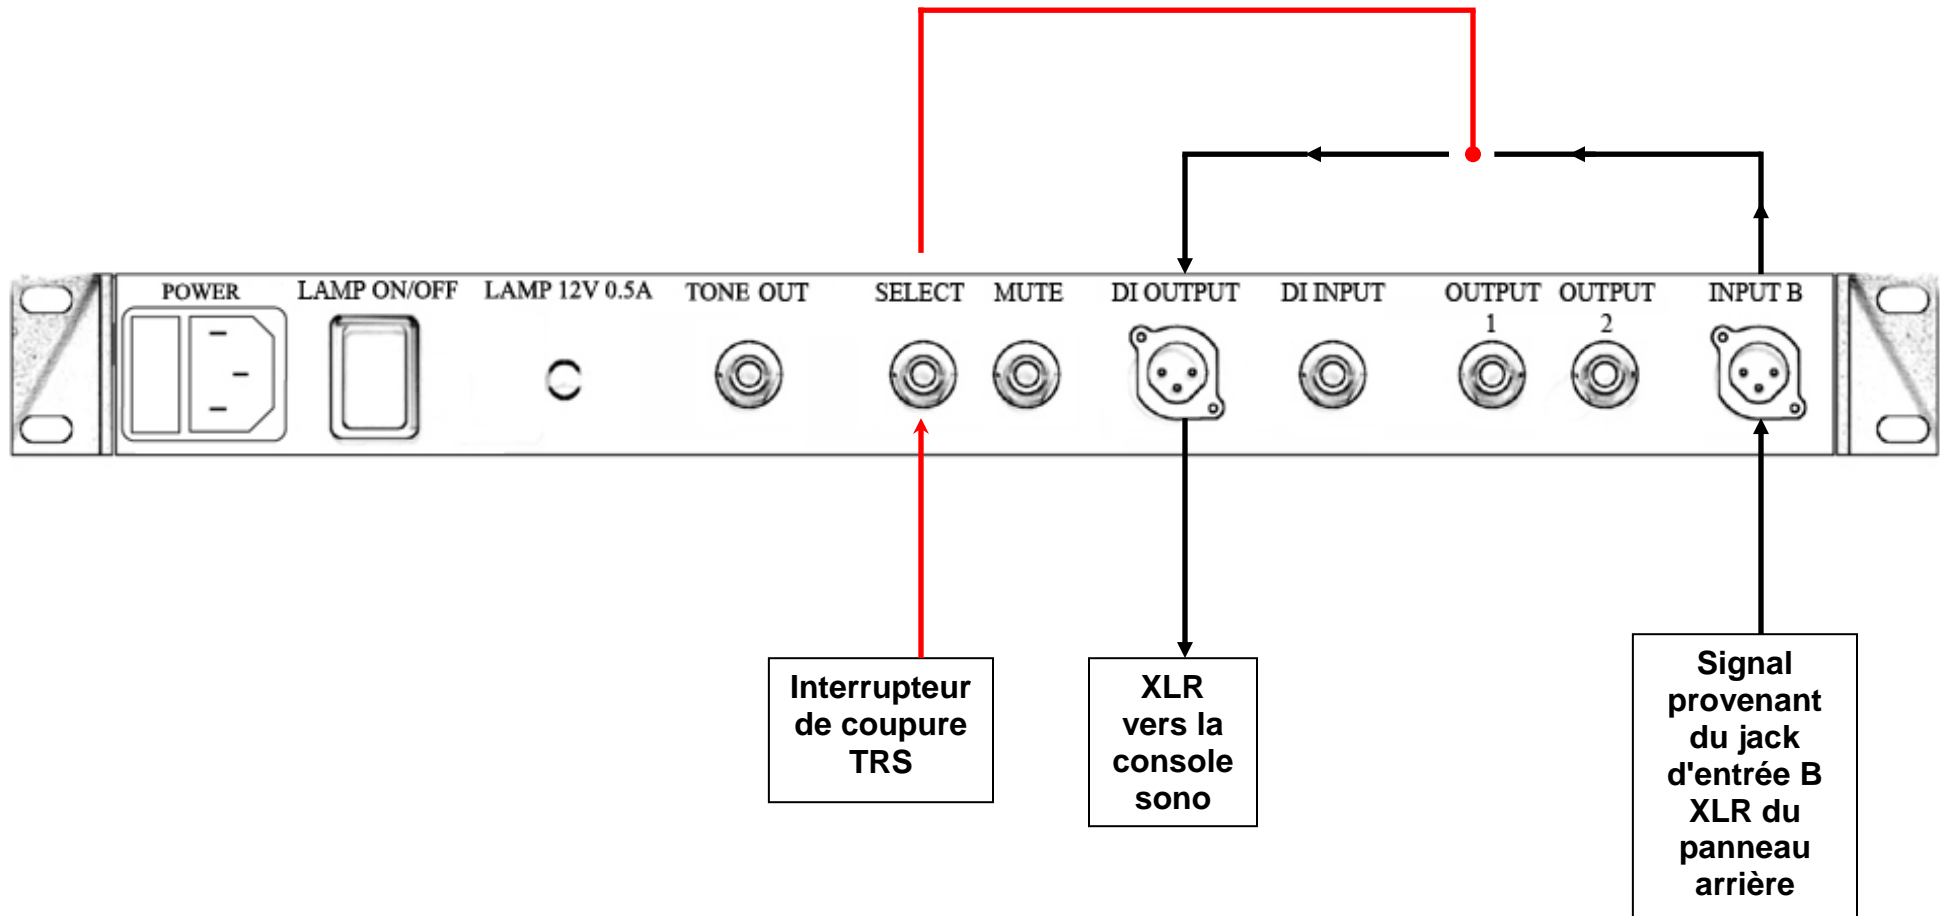 POWER
LAMP ON/OFF
LAMP 12V 0.5A
TONE OUT
SELECT
MUTE
DI OUTPUT
DI INPUT
OUTPUT
1
OUTPUT
2
INPUT B
Interrupteur
de coupure
TRS
XLR
vers la
console
sono
Signal
provenant
du jack
d'entrée B
XLR du
panneau
arrière